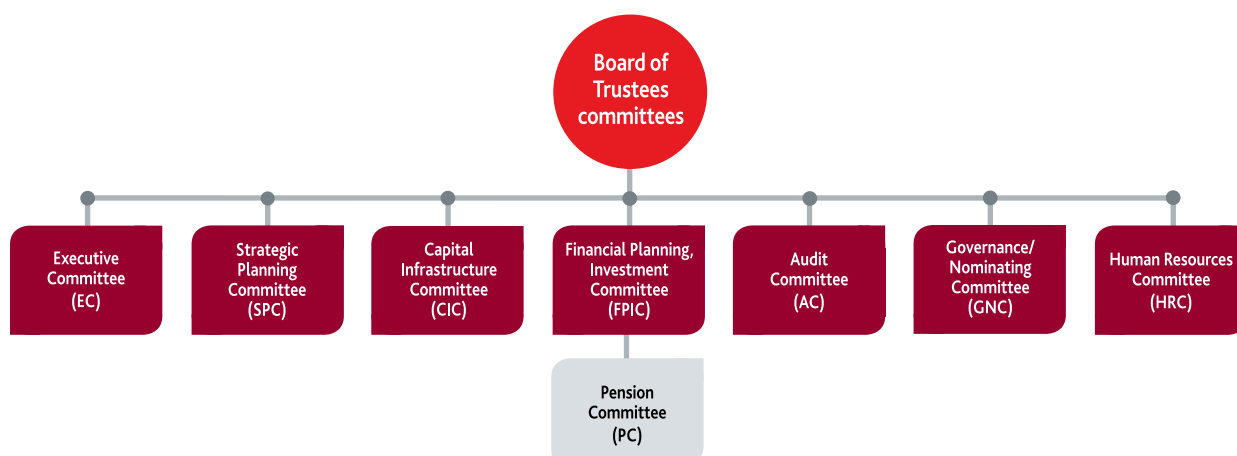 Board of
Trustees
committees
Executive
Committee
(EC)
Strategic
Planning
Committee
(SPC)
Capital
Infrastructure
Committee
(CIC)
Financial Planning,
Investment
Committee
(FPIC)
Audit
Committee
(AC)
Governance/
Nominating
Committee
(GNC)
Human Resources
Committee
(HRC)
Pension
Committee
(PC)